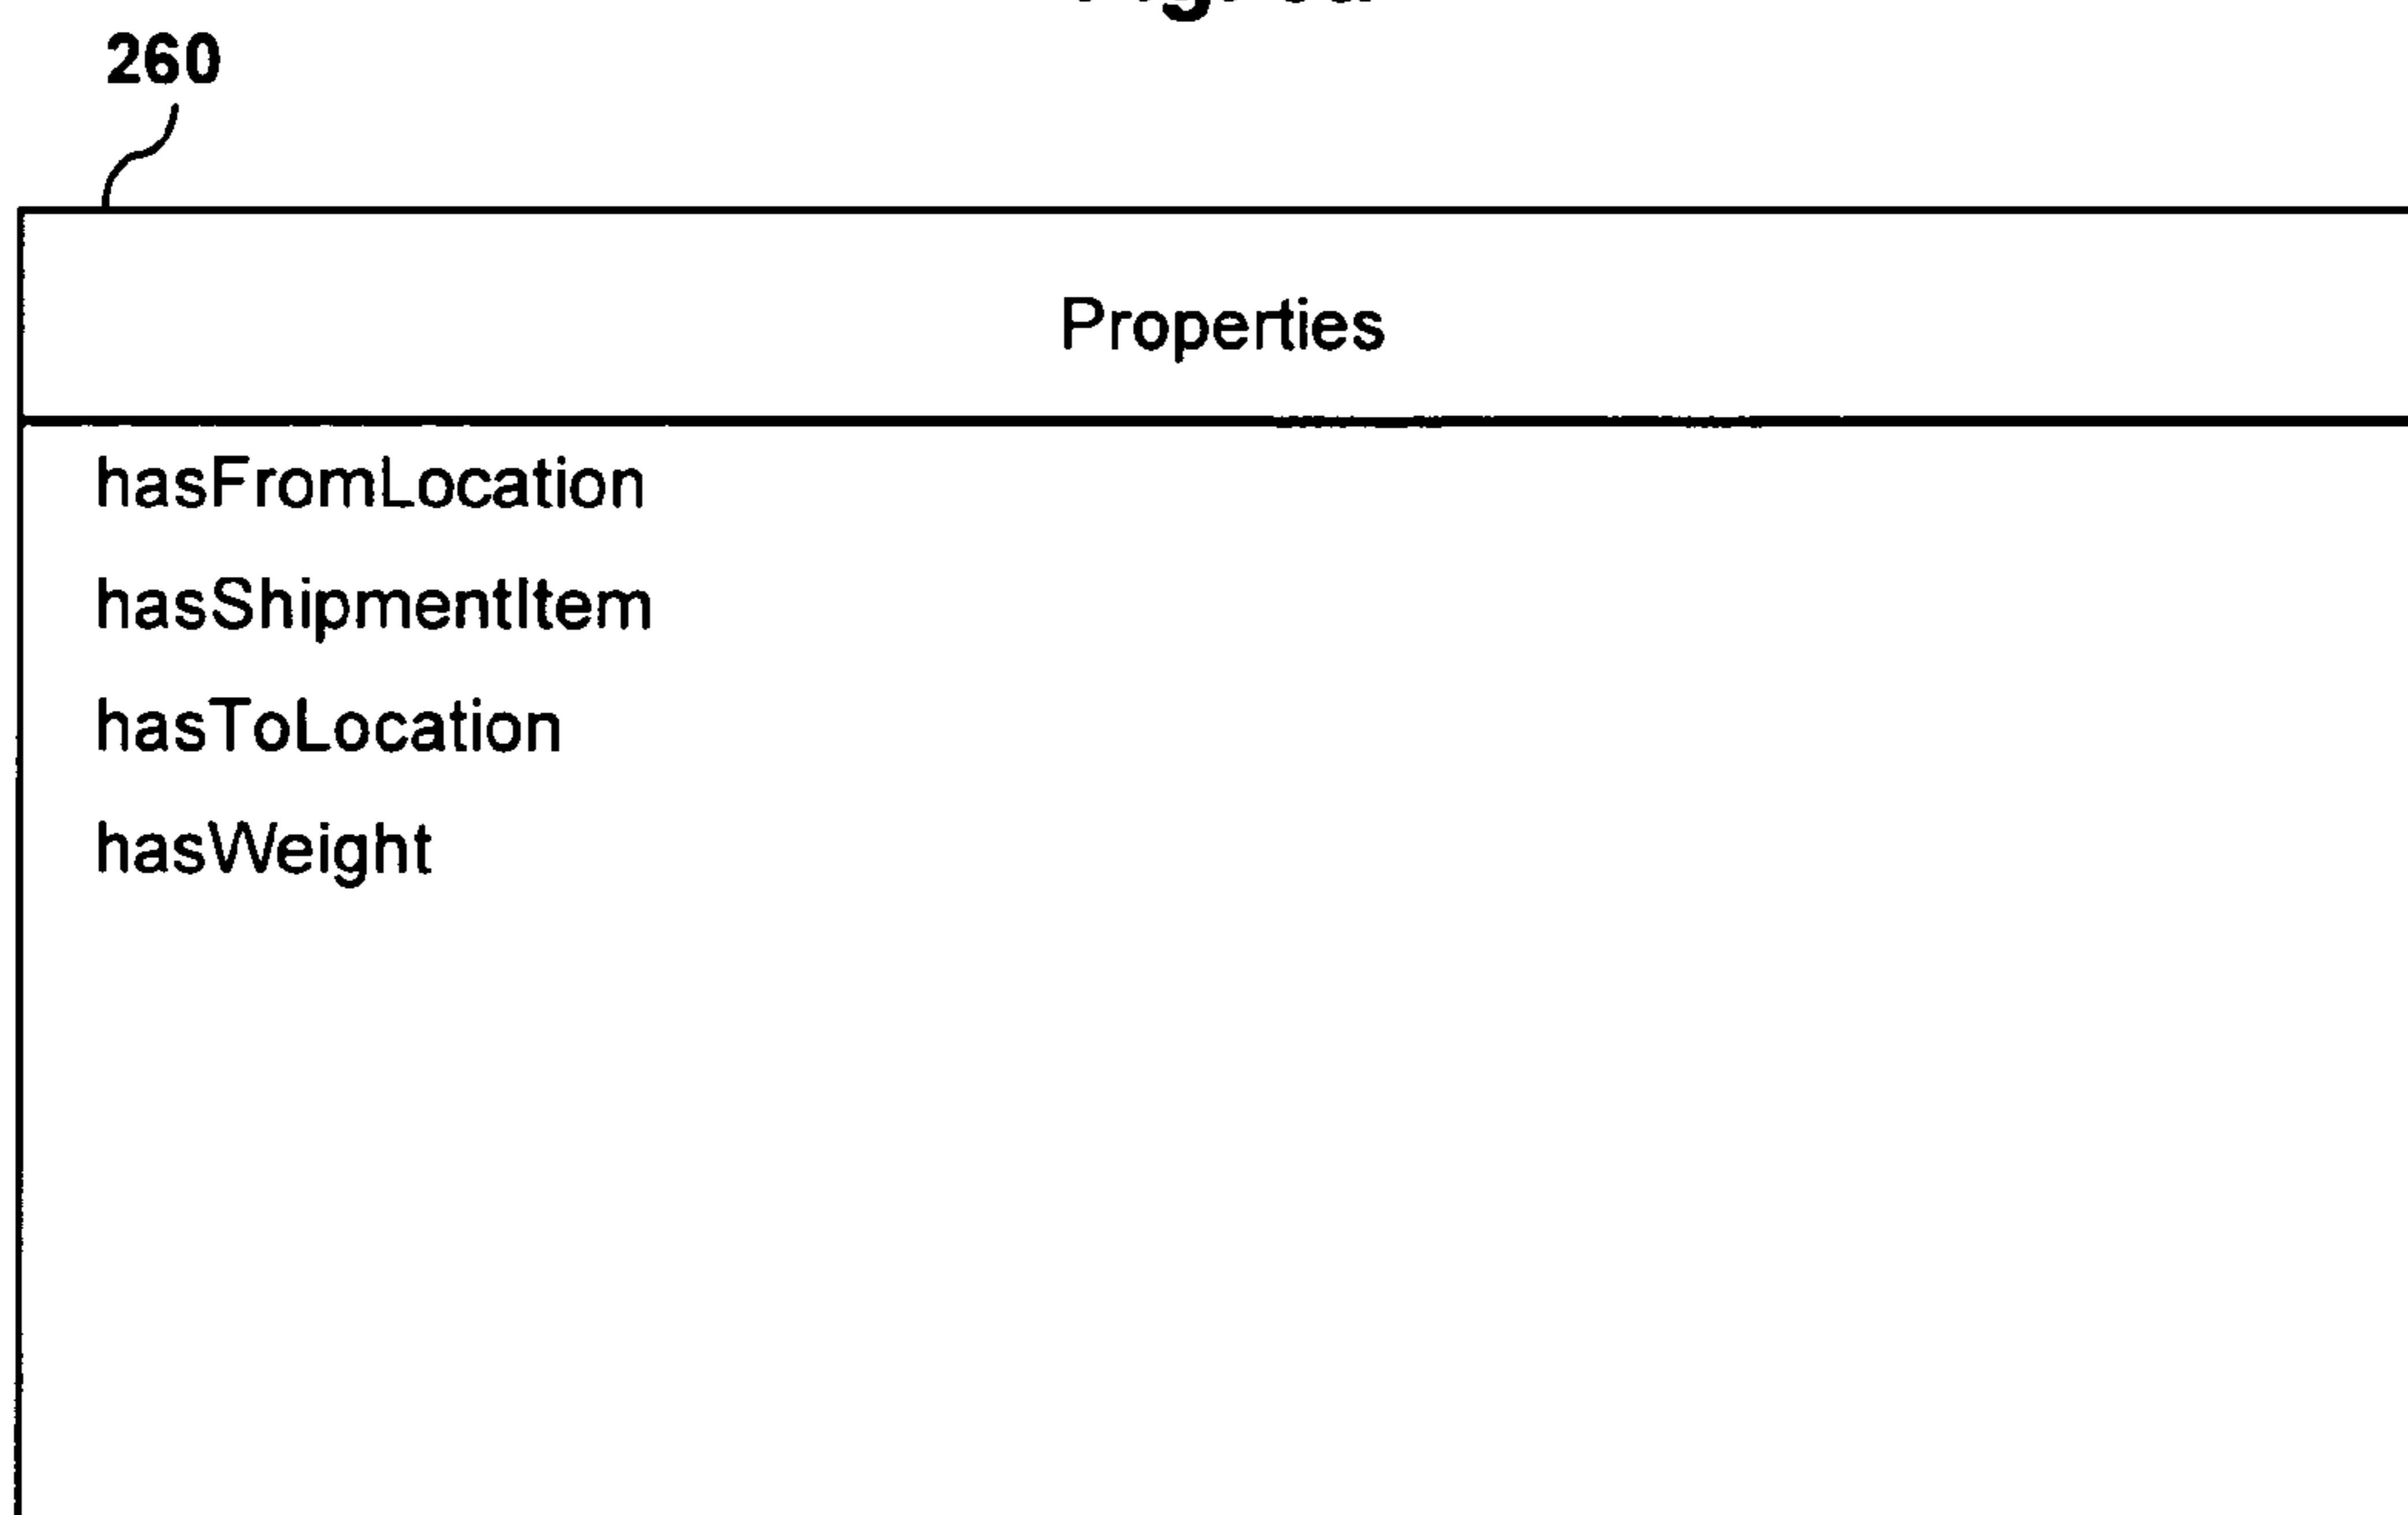 260
Properties
hasFromLocation
hasShipmentItem
hasToLocation
hasWeight